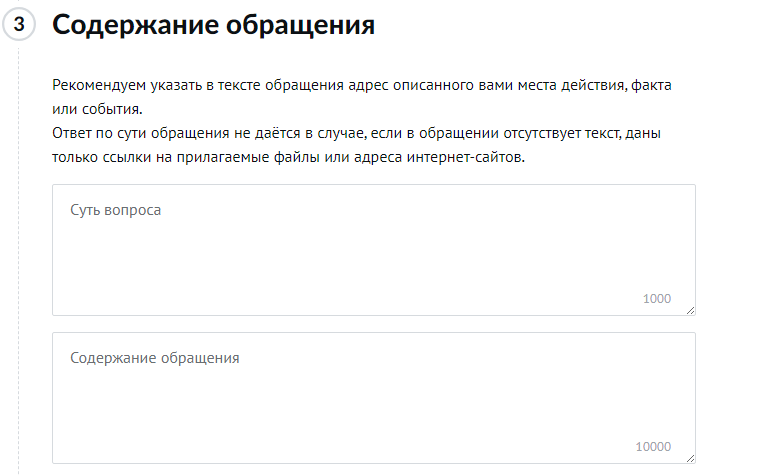 3 Содержание обращения
Рекомендуем указать в тексте обращения адрес описанного вами места действия, факта
или события.
Ответ по сути обращения не даётся в случае, если в обращении отсутствует текст, даны
только ссылки на прилагаемые файлы или адреса интернет-сайтов.
Суть вопроса
1000
Содержание обращения
10000